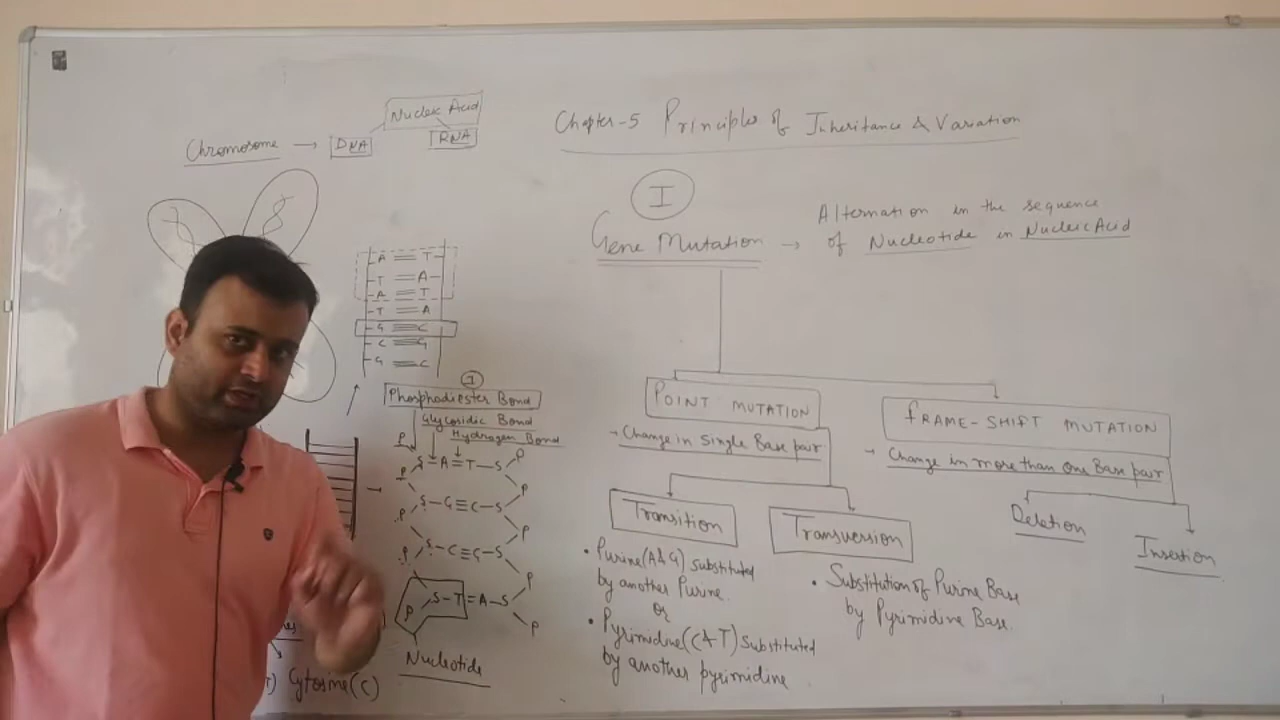 Nucleic Acid
Chromosome → DNA RNA
Chapter-5 Principles of Inheritance & Variation
I
Gene Mutation → Alternation in the sequence
of Nucleotide in Nucleic Acid
A T
T A
A T
T A
G C
C G
G C
1
Phosphodiester Bond
Glycosidic Bond
Hydrogen Bond
P S=A=T-S P
P P
S-G≡C-S
P P
S-C≡G-S
P P
P S-T=A-S
P
Nucleotide
Cytosine(C)
POINT MUTATION
→ Change in Single Base pair
FRAME-SHIFT MUTATION
→ Change in more than one Base pair
Transition
Transversion
Deletion
Insertion
• Purine(A&G) Substituted
by another Purine.
or
• Pyrimidine(C&T) Substituted
by another pyrimidine
• Substitution of Purine Base
by Pyrimidine Base.